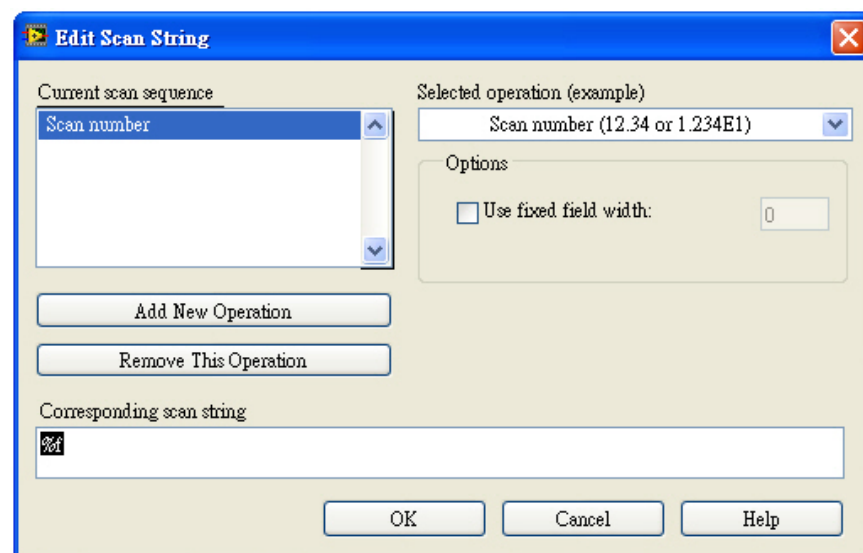 Edit Scan String
Current scan sequence
Scan number
Selected operation (example)
Scan number (12.34 or 1.234E1)
Options
Use fixed field width:
0
Add New Operation
Remove This Operation
Corresponding scan string
%f
OK
Cancel
Help